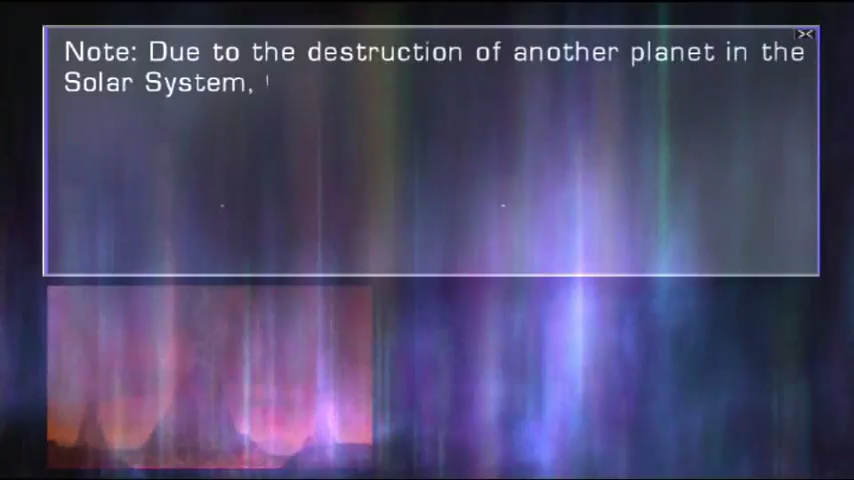 Note: Due to the destruction of another planet in the
Solar System,